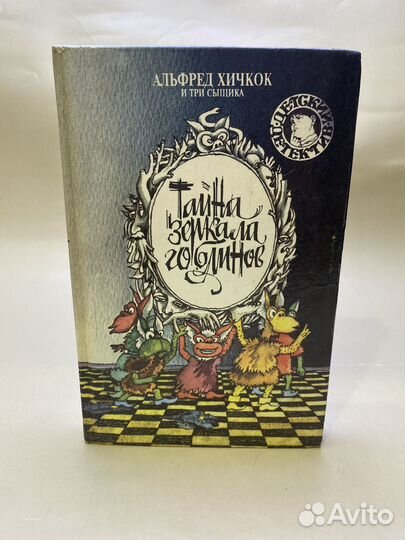 АЛЬФРЕД ХИЧКОК
И ТРИ СЫЩИКА
ДЕТСКИЙ
ДЕТЕКТИВ
Тайна
зеркала
гоблинов
Avito